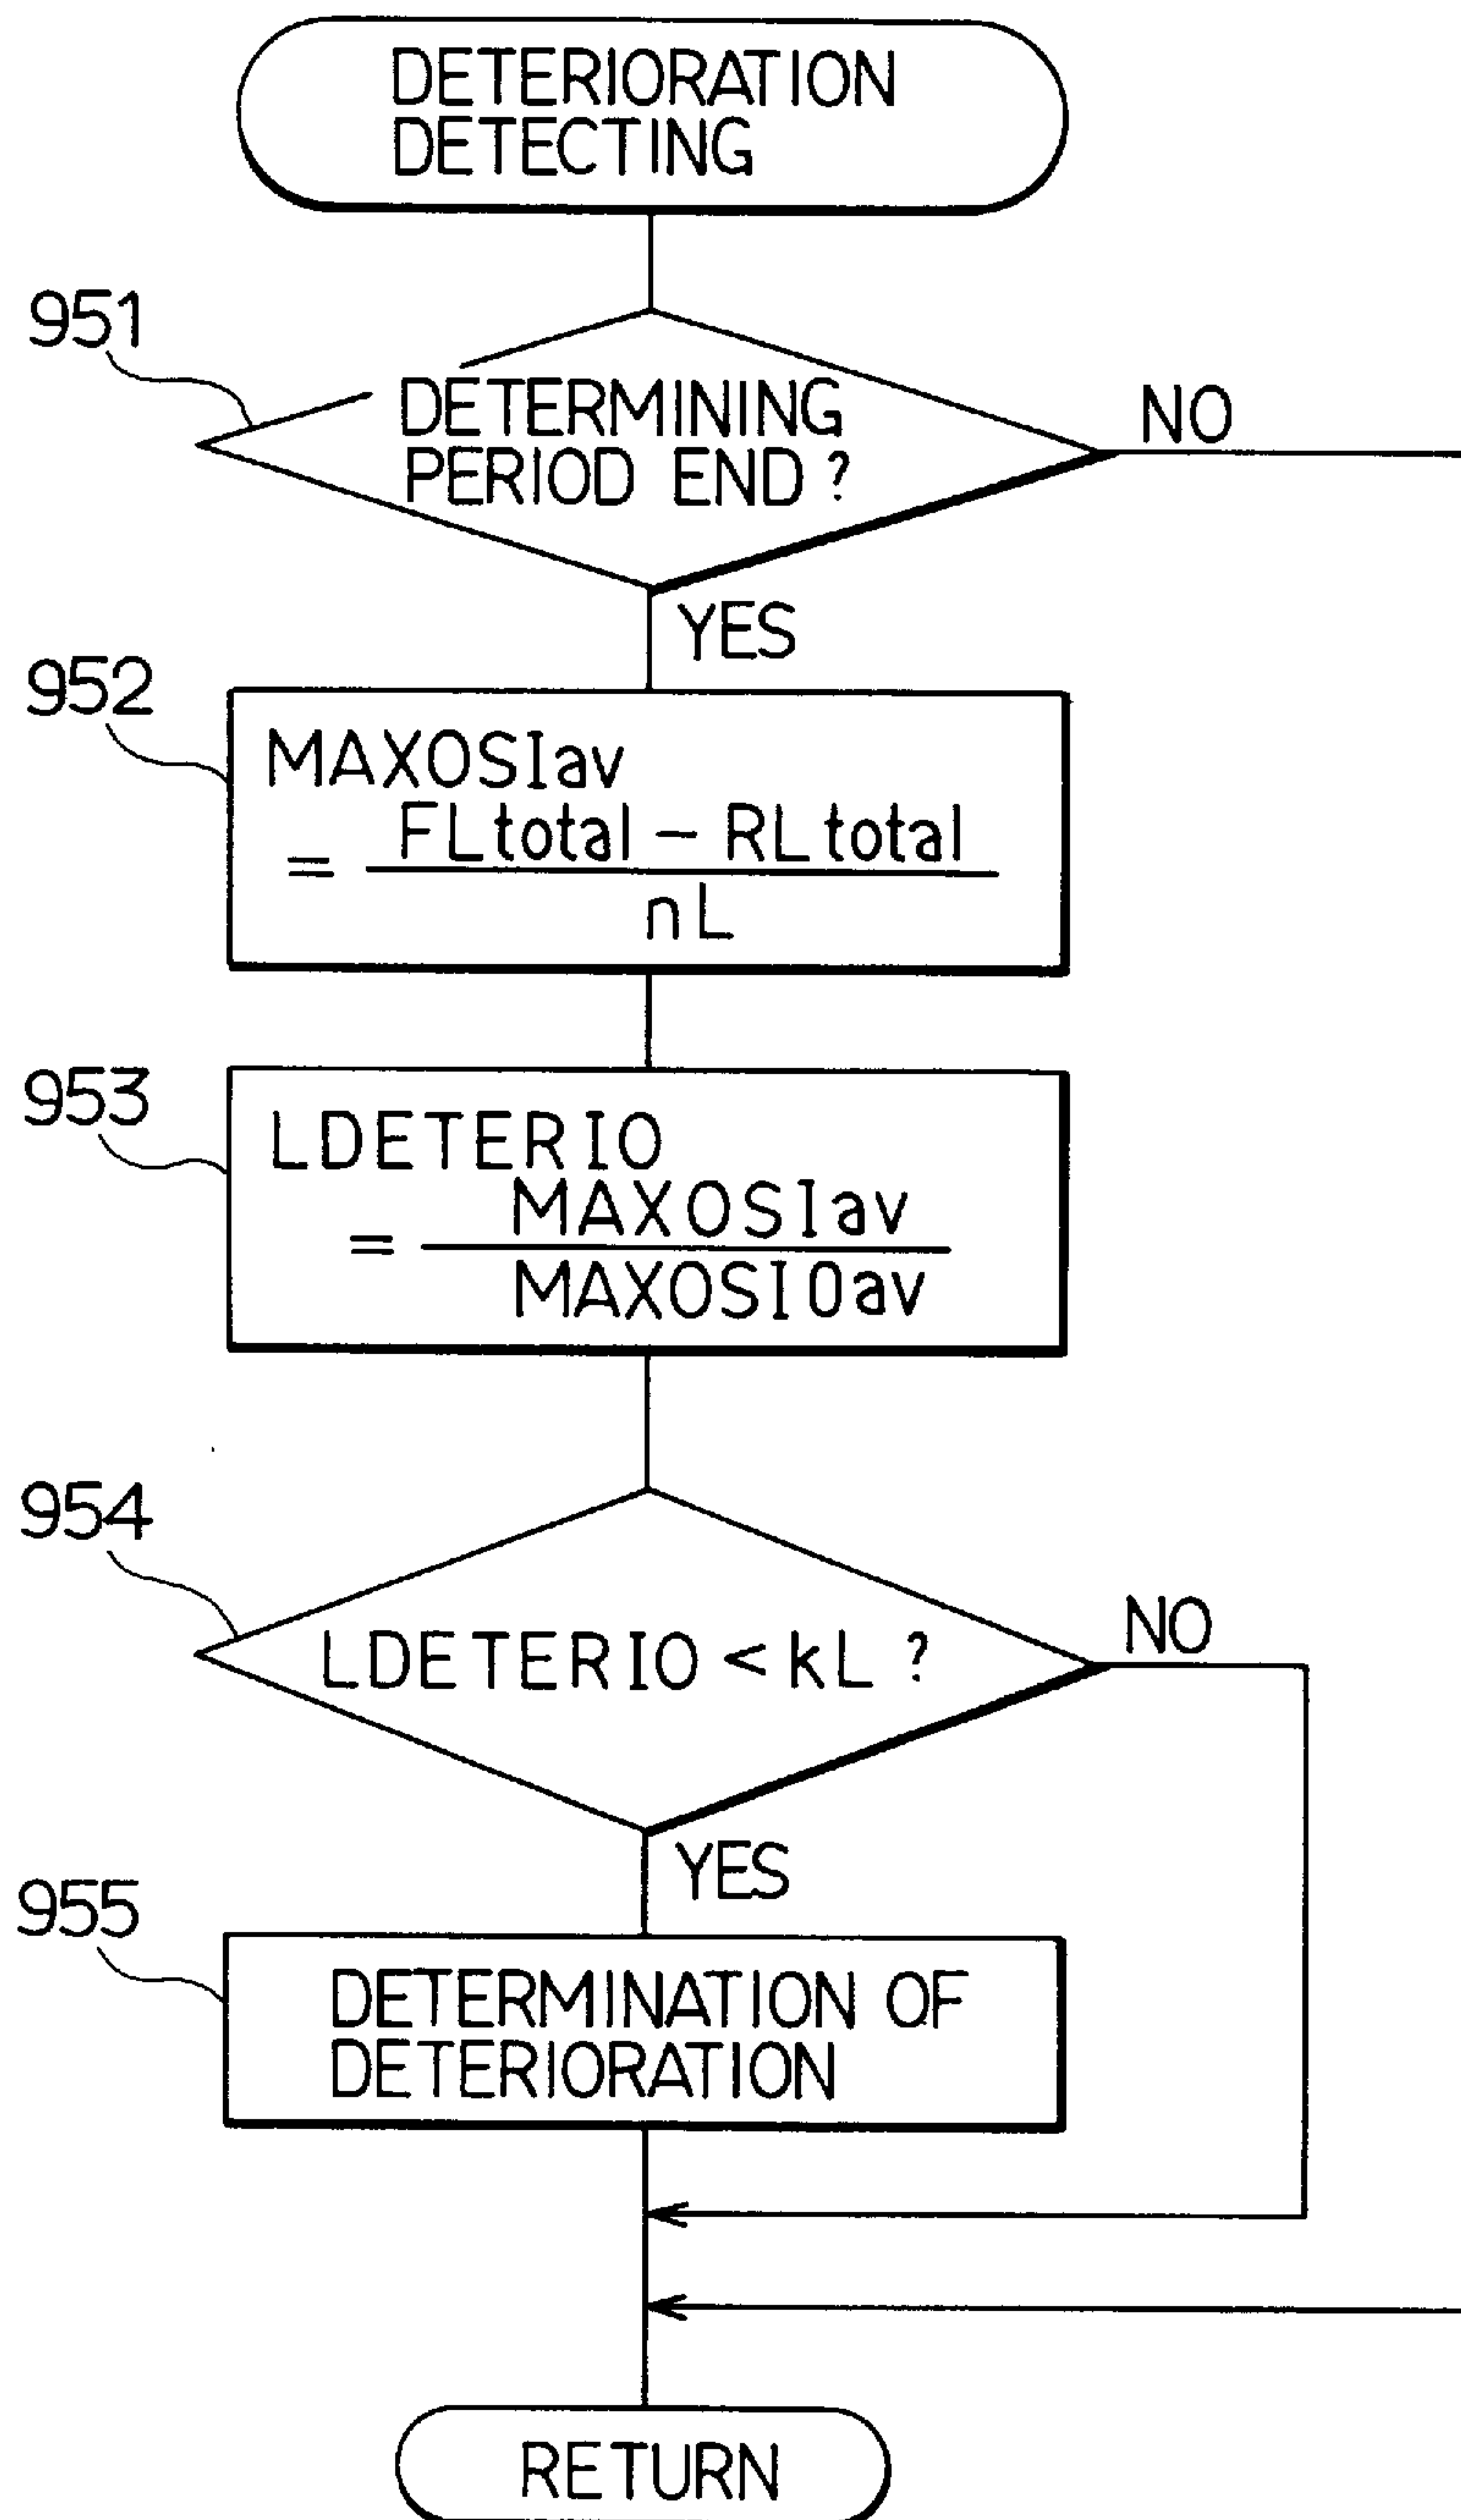 DETERIORATION
DETECTING
951
DETERMINING
PERIOD END ?
NO
YES
952
MAXOSIav
= FLtotal − RLtotal
nL
953
LDETERIO
= MAXOSIav
MAXOSI0av
954
LDETERIO < kL ?
NO
YES
955
DETERMINATION OF
DETERIORATION
RETURN